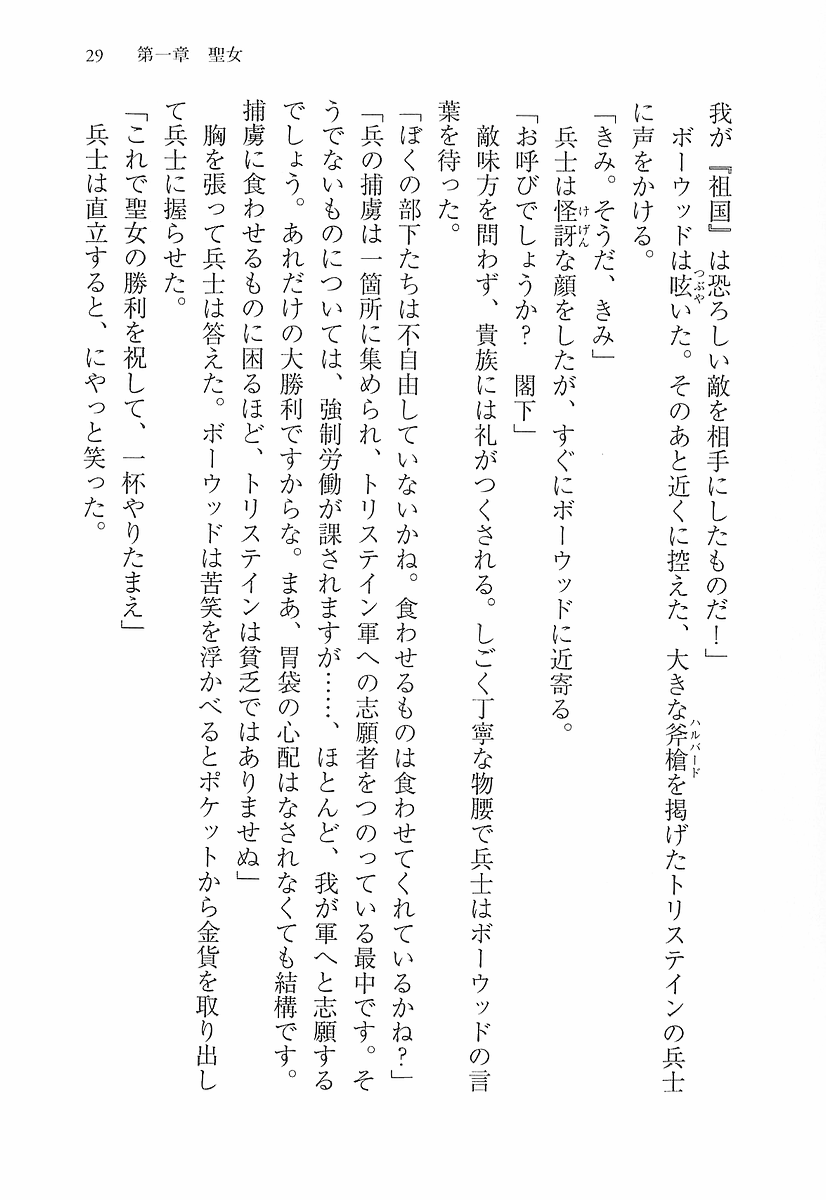 29　第一章　聖女
我が『祖国』は恐ろしい敵を相手にしたものだ！」
　ボーウッドは呟いた。そのあと近くに控えた、大きな斧槍を掲げたトリステインの兵士
つぶや
ハルバード
に声をかける。
「きみ。そうだ、きみ」
　兵士は怪訝な顔をしたが、すぐにボーウッドに近寄る。
けげん
「お呼びでしょうか？　閣下」
　敵味方を問わず、貴族には礼がつくされる。しごく丁寧な物腰で兵士はボーウッドの言
葉を待った。
「ぼくの部下たちは不自由していないかね。食わせるものは食わせてくれているかね？」
「兵の捕虜は一箇所に集められ、トリステイン軍への志願者をつのっている最中です。そ
うでないものについては、強制労働が課されますが……、ほとんど、我が軍へと志願する
でしょう。あれだけの大勝利ですからな。まあ、胃袋の心配はなされなくても結構です。
捕虜に食わせるものに困るほど、トリステインは貧乏ではありませぬ」
　胸を張って兵士は答えた。ボーウッドは苦笑を浮かべるとポケットから金貨を取り出し
て兵士に握らせた。
「これで聖女の勝利を祝して、一杯やりたまえ」
　兵士は直立すると、にやっと笑った。